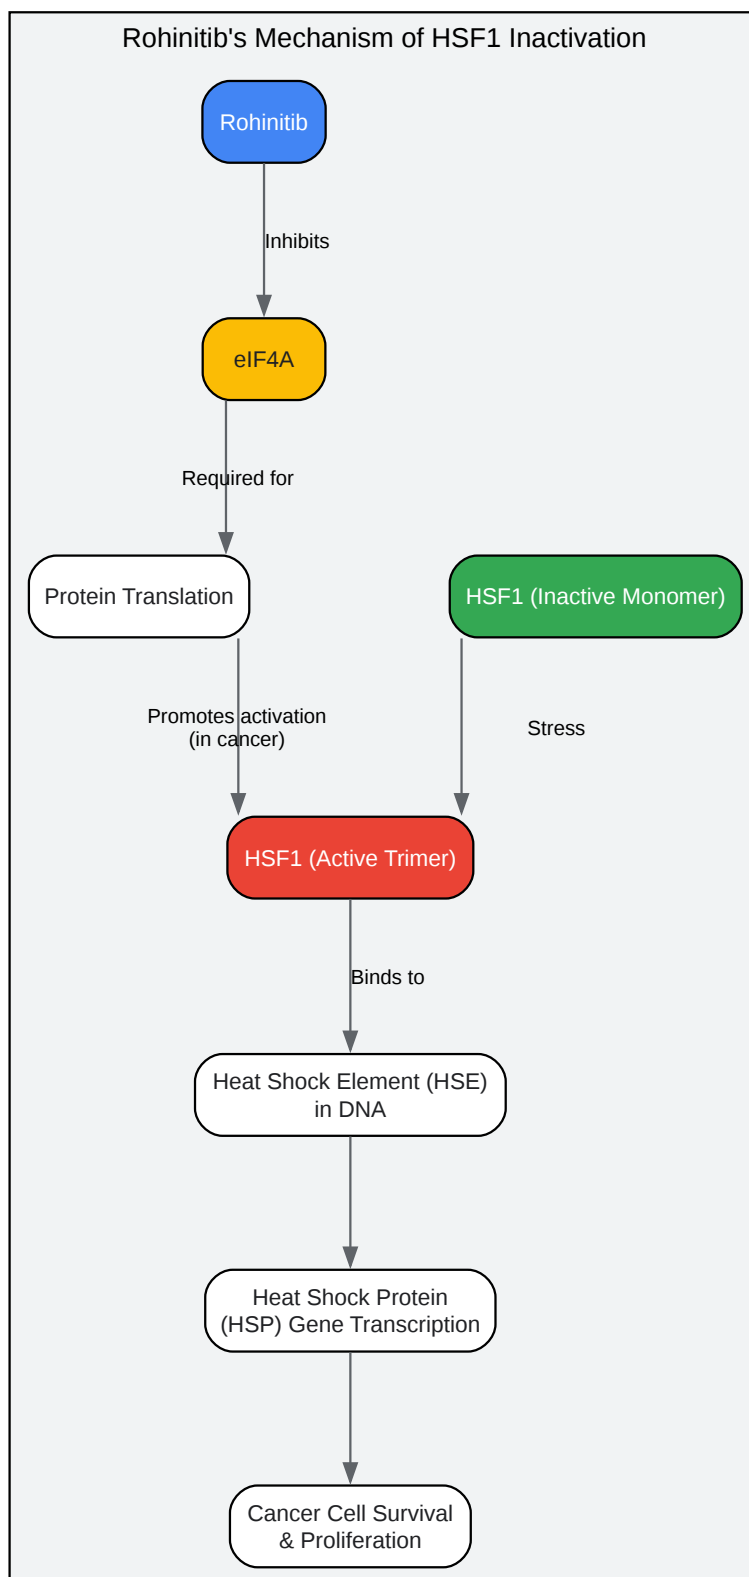 Rohinitib's Mechanism of HSF1 Inactivation
Rohinitib
Inhibits
eIF4A
Required for
Protein Translation
HSF1 (Inactive Monomer)
Promotes activation
(in cancer)
Stress
HSF1 (Active Trimer)
Binds to
Heat Shock Element (HSE)
in DNA
Heat Shock Protein
(HSP) Gene Transcription
Cancer Cell Survival
& Proliferation